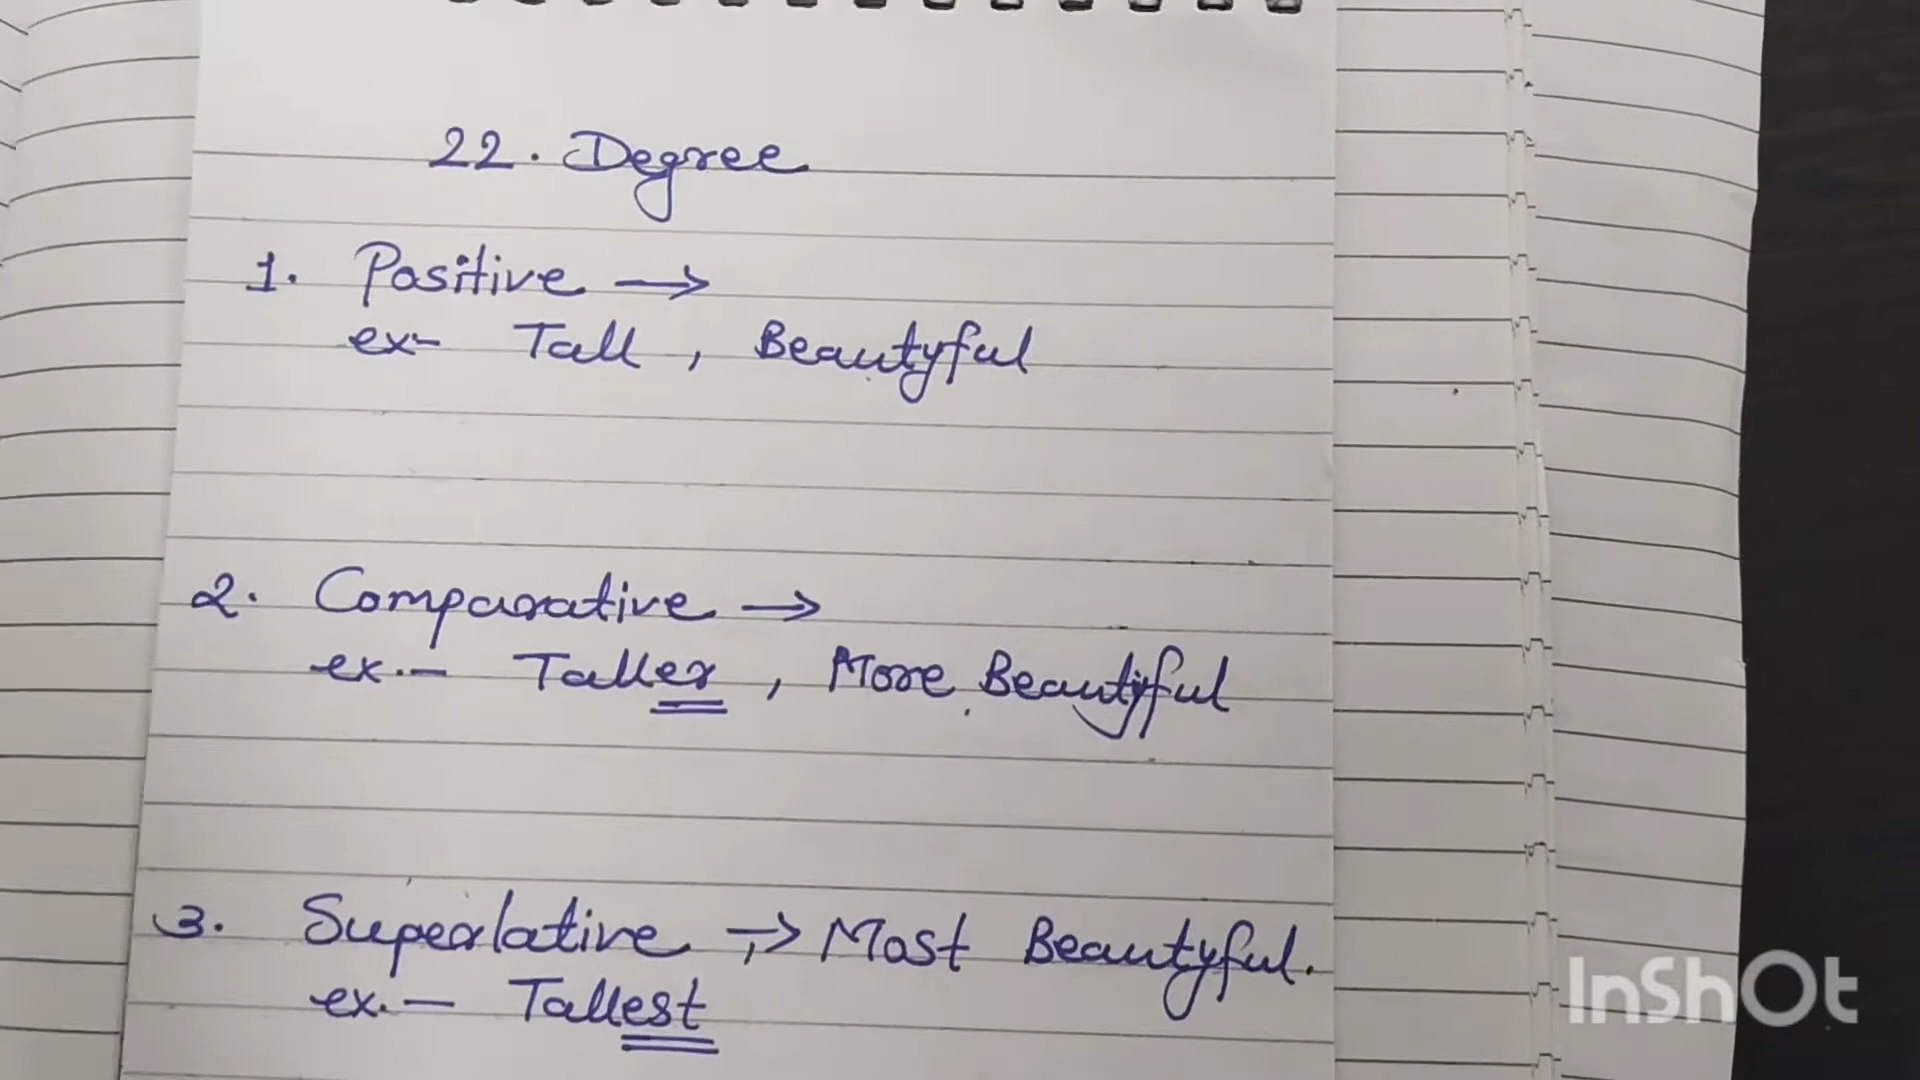 22. Degree
1. Positive →
ex- Tall, Beautyful
2. Comparative →
ex.- Taller, More Beautyful
3. Superlative → Most Beautyful.
ex.- Tallest
InShOt